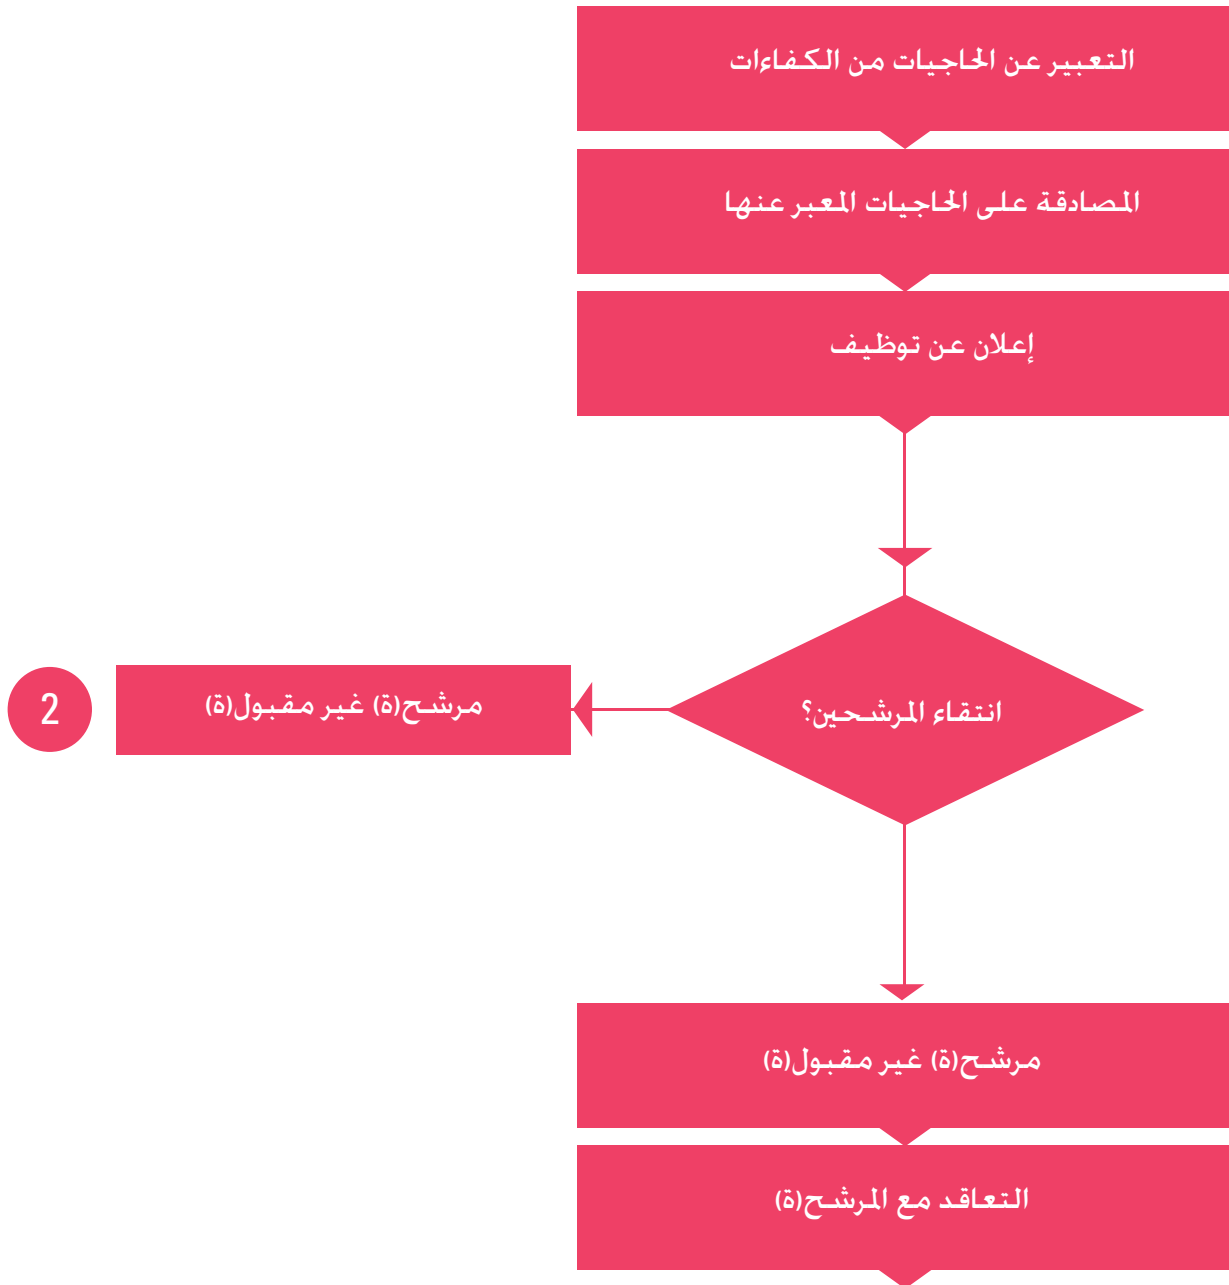 التعبير عن الحاجيات من الكفاءات
المصادقة على الحاجيات المعبر عنها
إعلان عن توظيف
انتقاء المرشحين؟
مرشح(ة) غير مقبول(ة)
2
مرشح(ة) غير مقبول(ة)
التعاقد مع المرشح(ة)